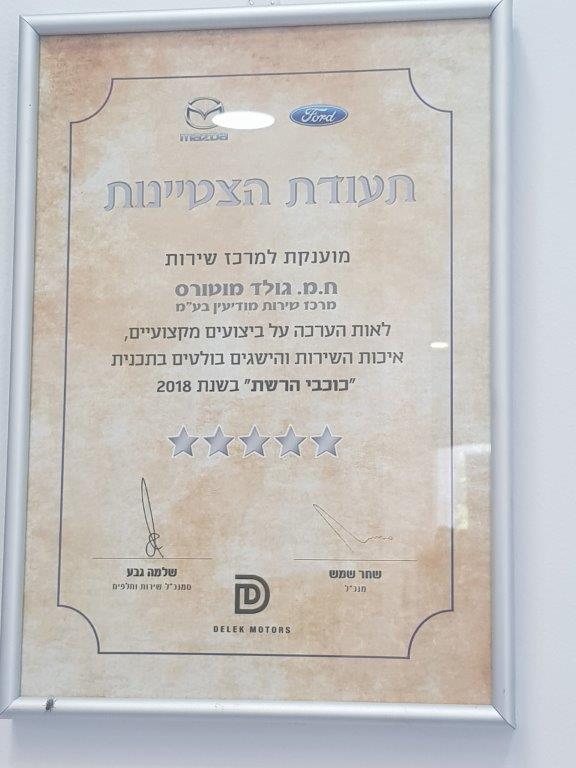 mazda Ford
תעודת הצטיינות
מוענקת למרכז שירות
ח.מ. גולד מוטורס
מרכז שירות מודיעין בע"מ
לאות הערכה על ביצועים מקצועיים,
איכות השירות והישגים בולטים בתכנית
"כוכבי הרשת" בשנת 2018
שחר שמש
מנכ"ל
שלמה גבע
סמנכ"ל שירות וחלפים
DELEK MOTORS